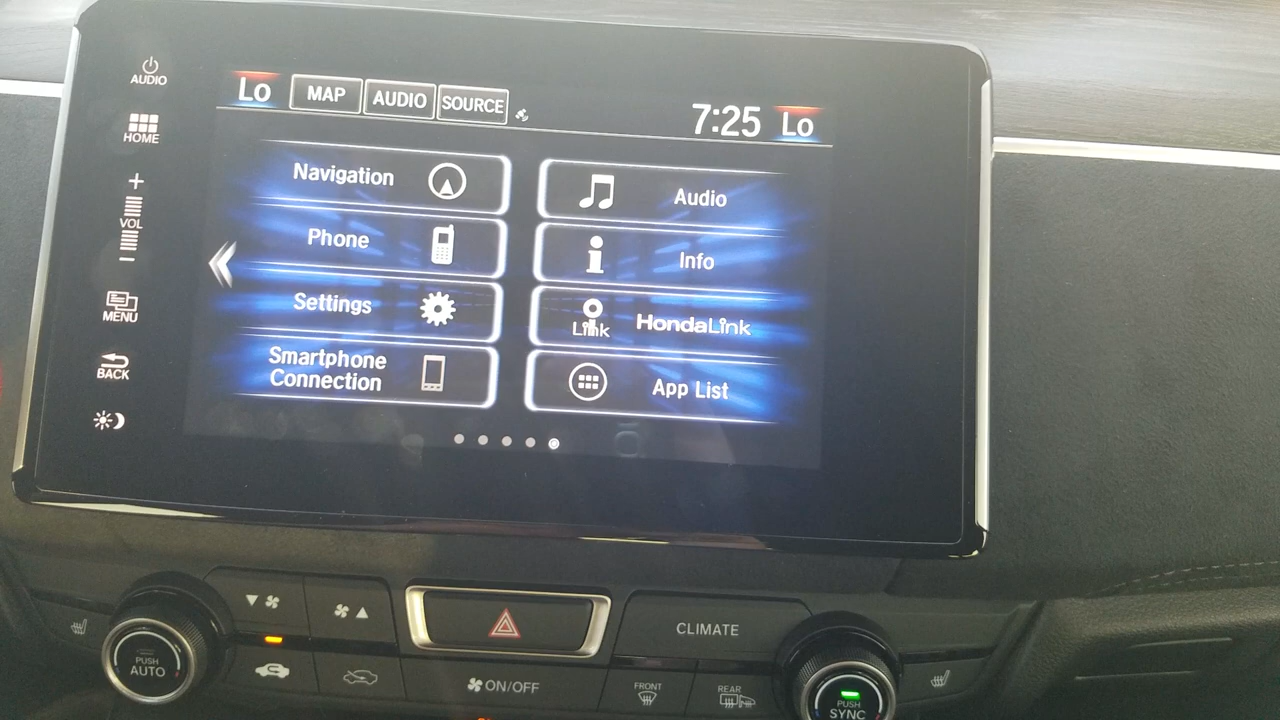 AUDIO
HOME
+
VOL
−
MENU
BACK
Lo MAP AUDIO SOURCE 7:25 Lo
Navigation
Phone
Settings
Smartphone
Connection
Audio
Info
Link HondaLink
App List
PUSH
AUTO
CLIMATE
ON/OFF
FRONT
REAR
PUSH
SYNC